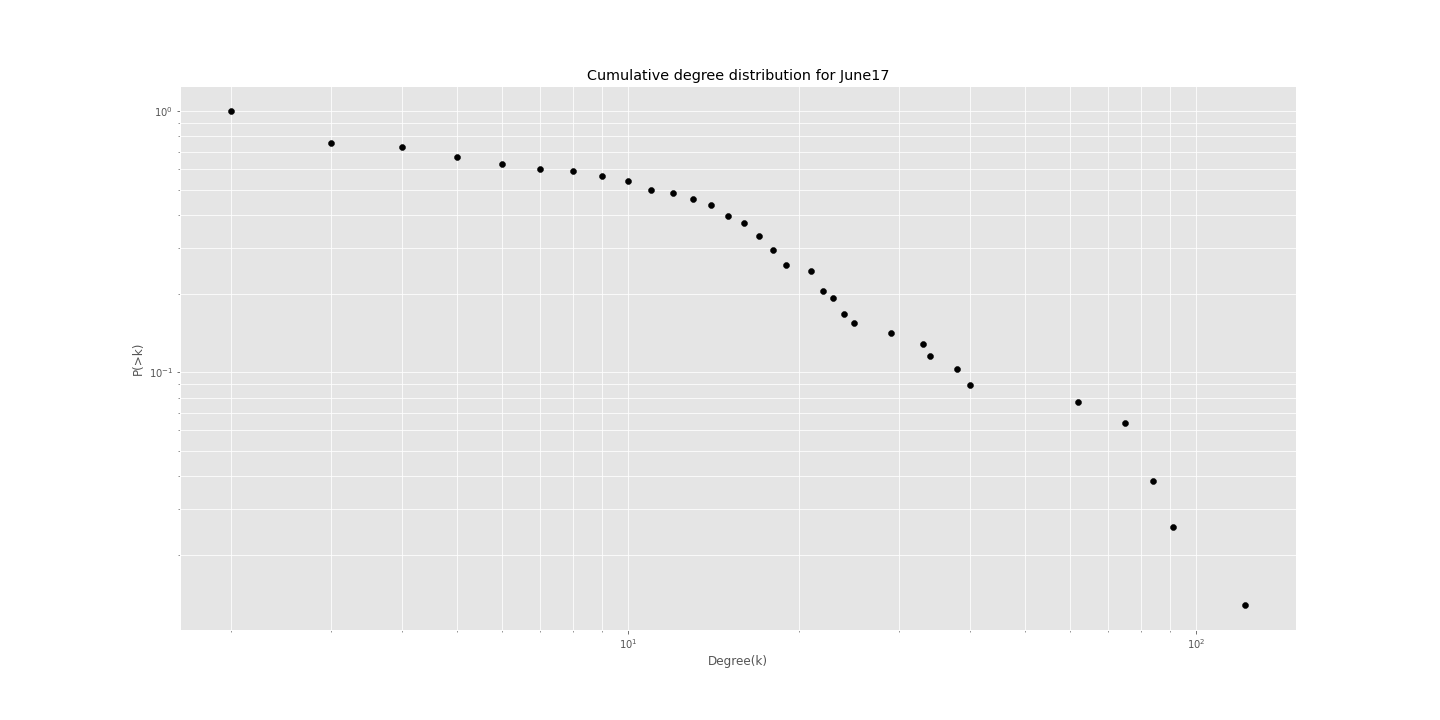 Cumulative degree distribution for June17
10⁰
P(>k)
10⁻¹
10¹
10²
Degree(k)